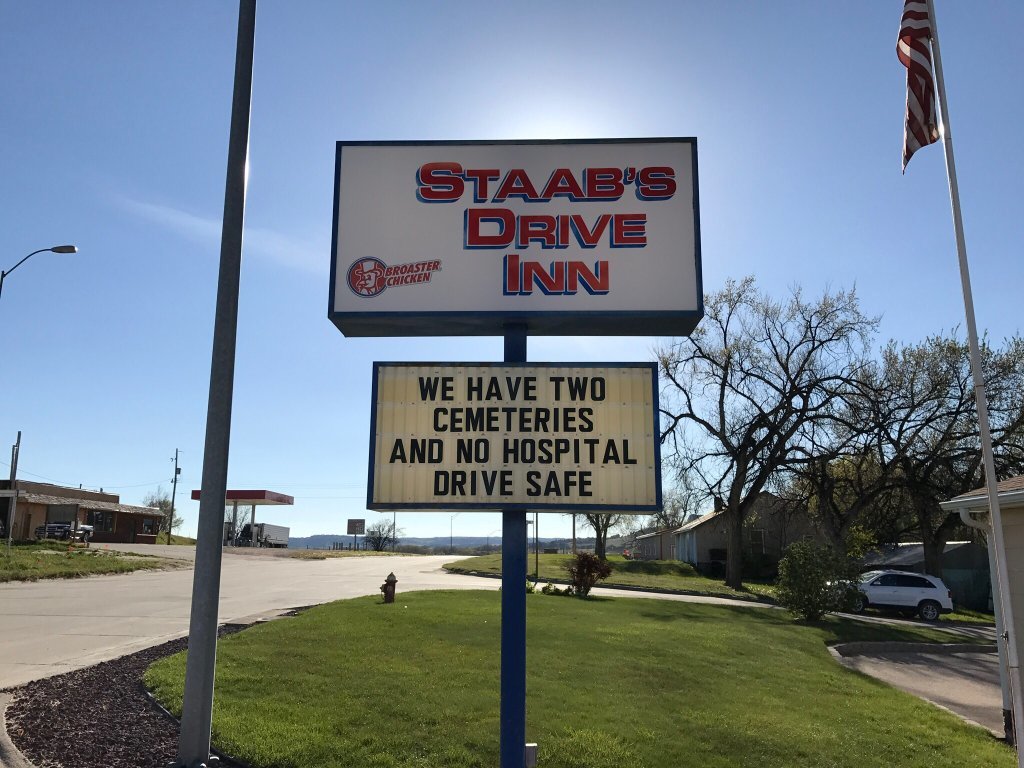 STAAB'S
DRIVE
INN
BROASTER
CHICKEN
WE HAVE TWO
CEMETERIES
AND NO HOSPITAL
DRIVE SAFE